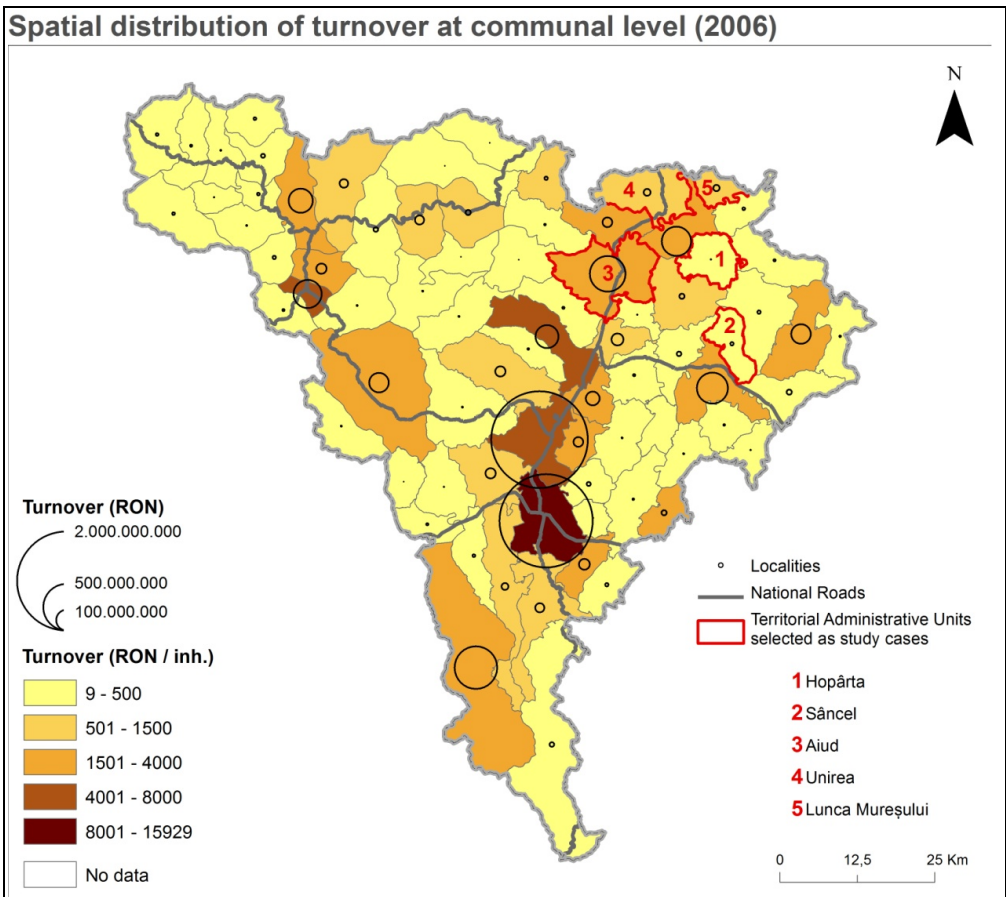 Spatial distribution of turnover at communal level (2006)
N
4
5
1
3
2
Turnover (RON)
2.000.000.000
500.000.000
100.000.000
Turnover (RON / inh.)
9 - 500
501 - 1500
1501 - 4000
4001 - 8000
8001 - 15929
No data
Localities
National Roads
Territorial Administrative Units
selected as study cases
1 Hopârta
2 Sâncel
3 Aiud
4 Unirea
5 Lunca Mureșului
0 12,5 25 Km